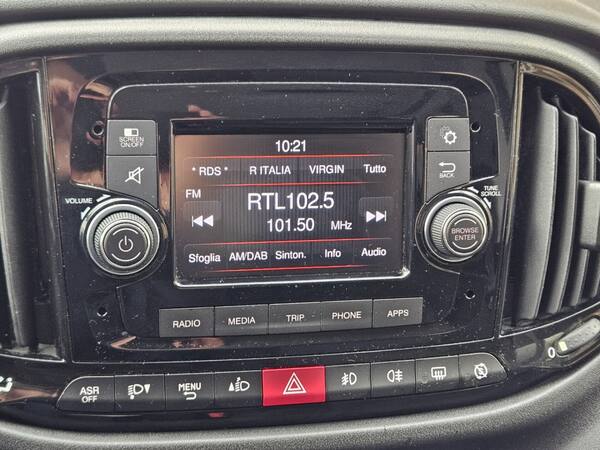 SCREEN
ON/OFF
10:21
* RDS * R ITALIA VIRGIN Tutto
FM
RTL102.5
101.50 MHz
Sfoglia AM/DAB Sinton. Info Audio
VOLUME
BACK
TUNE
SCROLL
BROWSE
ENTER
RADIO MEDIA TRIP PHONE APPS
ASR
OFF
MENU
0